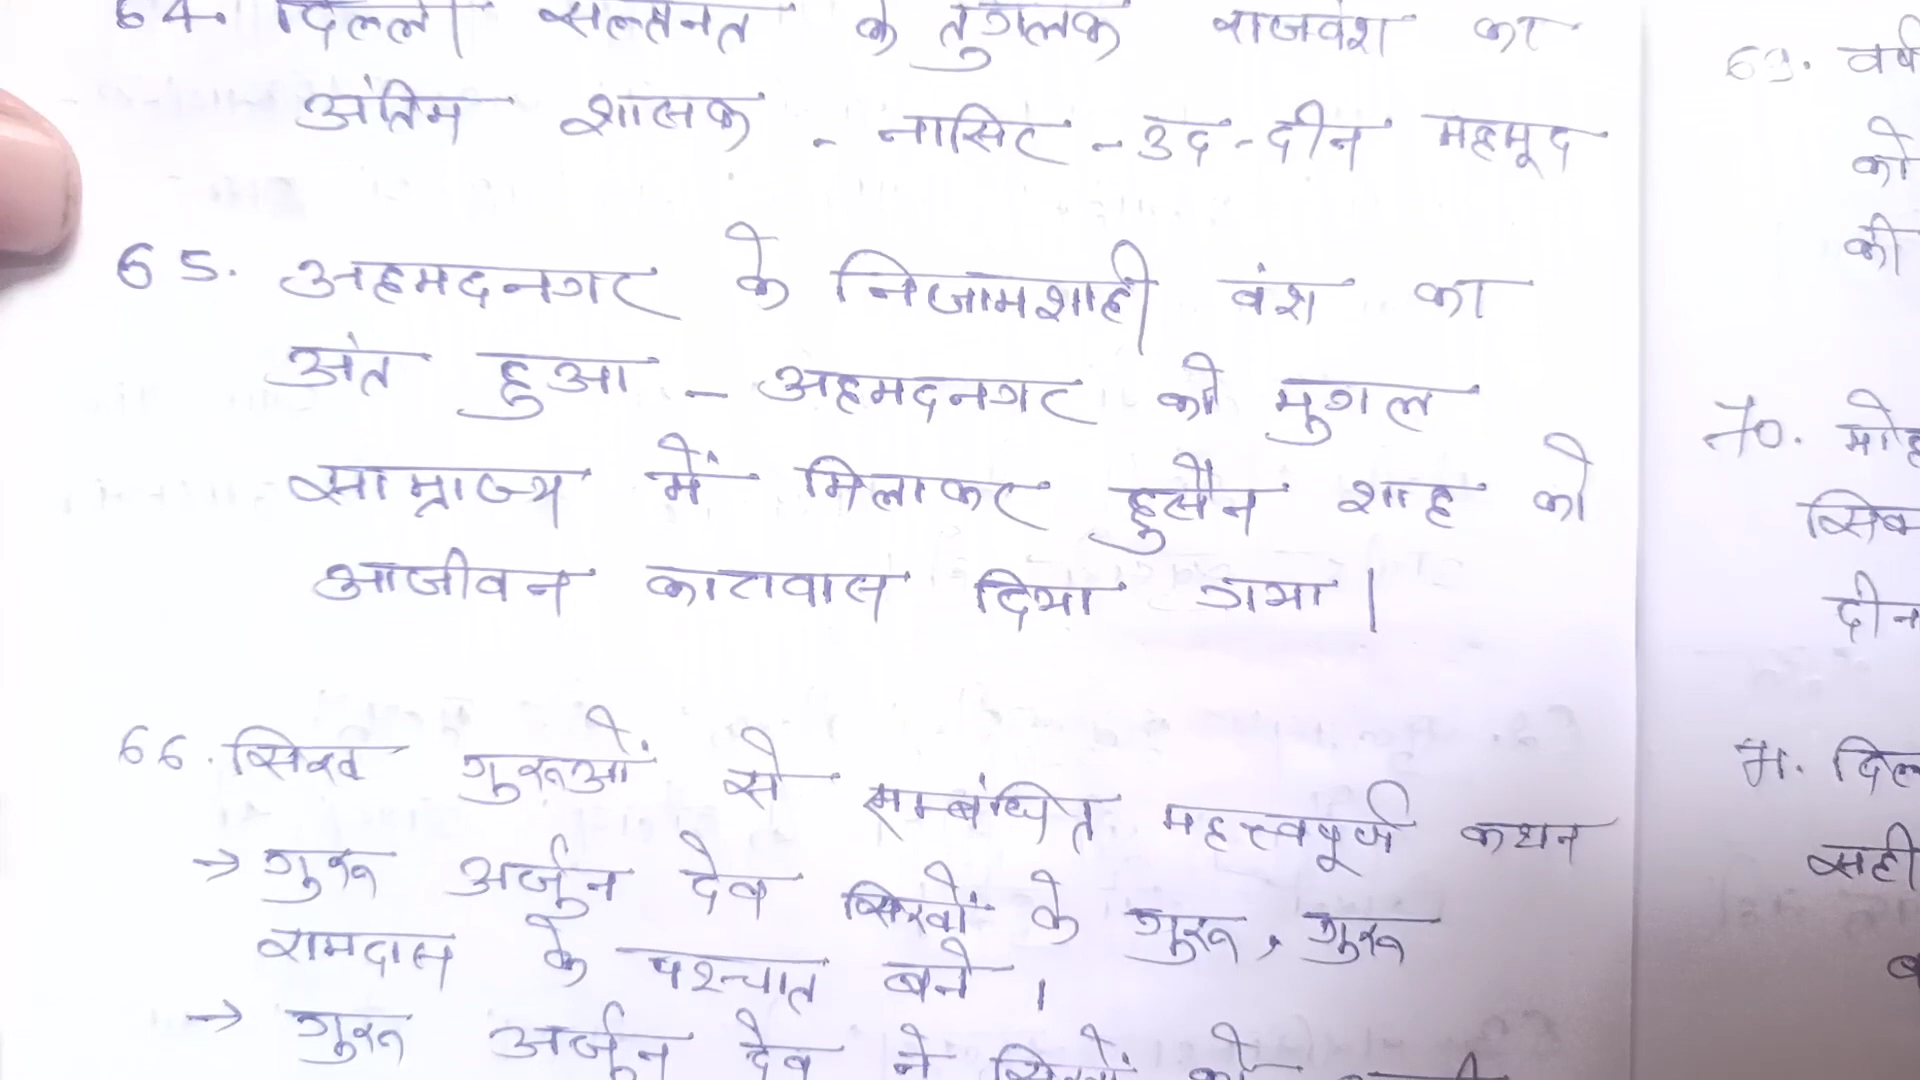 64. दिल्ली सल्तनत के तुगलक राजवंश का
अंतिम शासक - नासिर-उद-दीन महमूद
65. अहमदनगर के निजामशाही वंश का
अंत हुआ - अहमदनगर को मुगल
साम्राज्य में मिलाकर हुसैन शाह को
आजीवन कारावास दिया गया।
66. सिख गुरुओं से सम्बंधित महत्त्वपूर्ण कथन
→ गुरु अर्जुन देव सिखों के गुरु, गुरु
रामदास के पश्चात बने।
→ गुरु अर्जुन देव ने सिखों को
69. वर्ष
को
की
70.
दीन
71.
सही